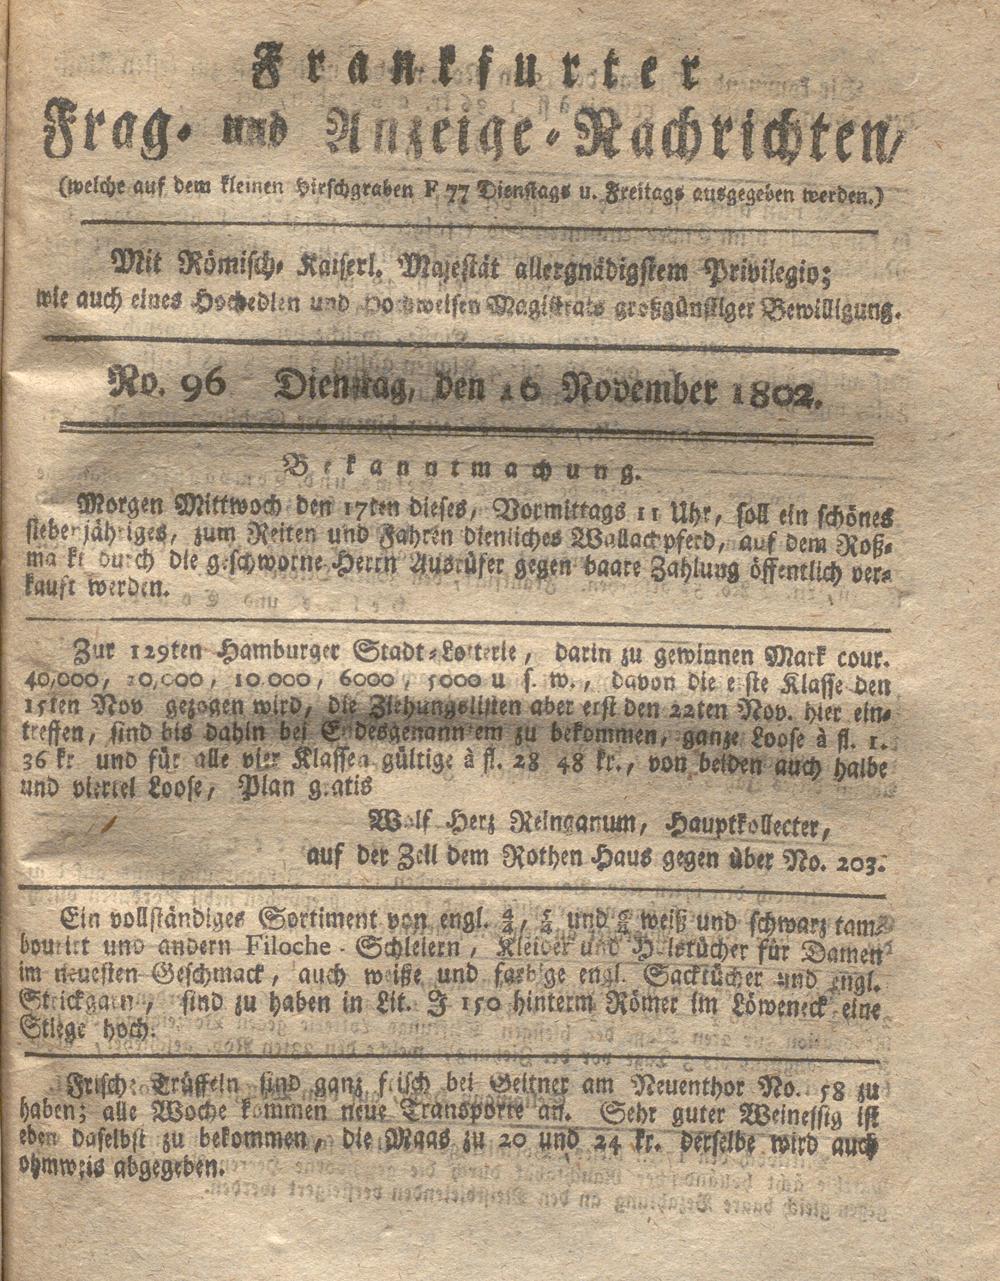 Frankfurter
Frag- und Anzeige-Nachrichten/
(welche auf dem kleinen Hirschgraben F 77 Dienstags u. Freitags ausgegeben werden.)
Mit Römisch- Kaiserl. Majestät allergnädigstem Privilegio;
wie auch eines Hochedlen und Hochweisen Magistrats großgünstiger Bewilligung.
No. 96 Dienstag, den 16 November 1802.
Bekanntmachung.
Morgen Mittwoch den 17ten dieses, Vormittags 11 Uhr, soll ein schönes
siebenjähriges, zum Reiten und Fahren dienliches Wallachpferd, auf dem Roß-
markt durch die geschworne Herrn Ausrüfer gegen baare Zahlung öffentlich ver-
kauft werden.
Zur 129ten Hamburger Stadt-Lotterie, darin zu gewinnen Mark cour.
40,000, 20,000, 10.000, 6000, 5000 u s. w., davon die erste Klasse den
15ten Nov gezogen wird, die Ziehungslisten aber erst den 22ten Nov. hier ein-
treffen, sind bis dahin bei Endesgenanntem zu bekommen, ganze Loose à fl. 1.
36 kr und für alle vier Klassen gültige à fl. 28 48 kr., von beiden auch halbe
und viertel Loose, Plan gratis
Wolf Herz Reinganum, Hauptkollecter,
auf der Zeil dem Rothen Haus gegen über No. 203.
Ein vollständiges Sortiment von engl. 4/4, 5/4 und 6/4 weiß und schwarz tam-
bourirt und andern Filoche - Schleiern, Kleider und Halstücher für Damen
im neuesten Geschmack, auch weiße und farbige engl. Sacktücher und engl.
Strickgarn, sind zu haben in Lit. J 150 hinterm Römer im Löweneck eine
Stiege hoch.
Frische Trüffeln sind ganz frisch bei Geitner am Neuenthor No. 58 zu
haben; alle Woche kommen neue Transporte an. Sehr guter Weinessig ist
eben daselbst zu bekommen, die Maas zu 20 und 24 kr. derselbe wird auch
ohmweis abgegeben.